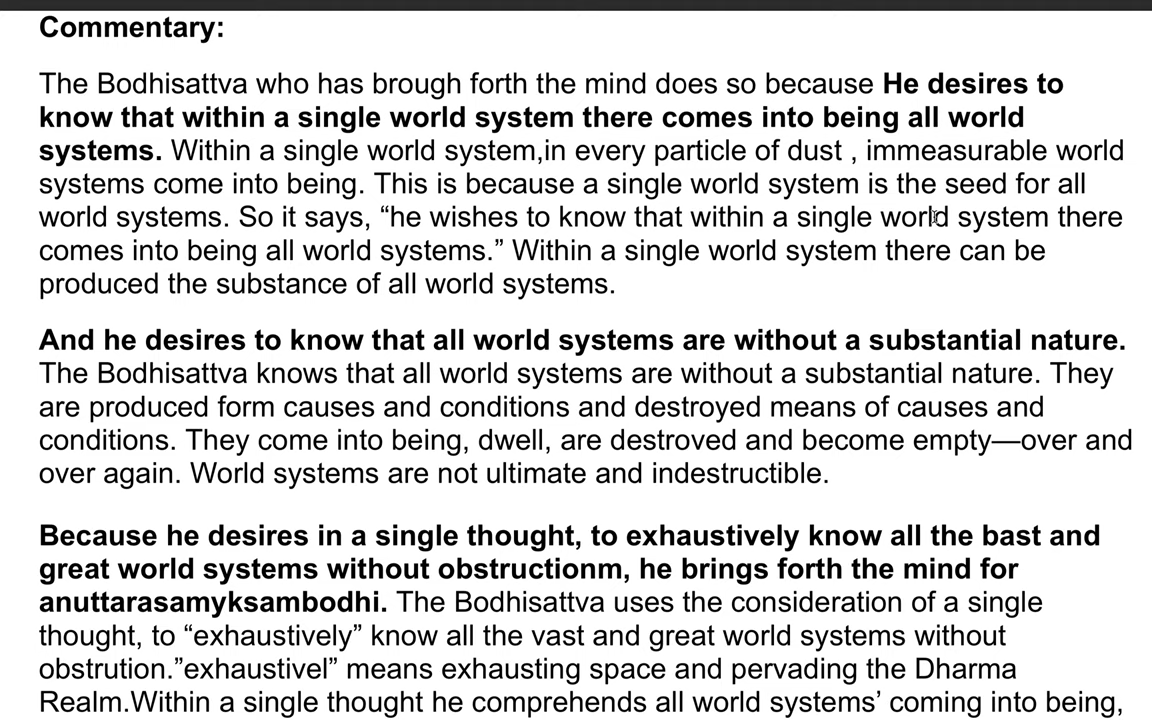 Commentary:
The Bodhisattva who has brough forth the mind does so because He desires to
know that within a single world system there comes into being all world
systems. Within a single world system,in every particle of dust , immeasurable world
systems come into being. This is because a single world system is the seed for all
world systems. So it says, “he wishes to know that within a single world system there
comes into being all world systems.” Within a single world system there can be
produced the substance of all world systems.
And he desires to know that all world systems are without a substantial nature.
The Bodhisattva knows that all world systems are without a substantial nature. They
are produced form causes and conditions and destroyed means of causes and
conditions. They come into being, dwell, are destroved and become empty—over and
over again. World systems are not ultimate and indestructible.
Because he desires in a single thought, to exhaustively know all the bast and
great world systems without obstructionm, he brings forth the mind for
anuttarasamyksambodhi. The Bodhisattva uses the consideration of a single
thought, to “exhaustively” know all the vast and great world systems without
obstrution.”exhaustivel” means exhausting space and pervading the Dharma
Realm.Within a single thought he comprehends all world systems’ coming into being,